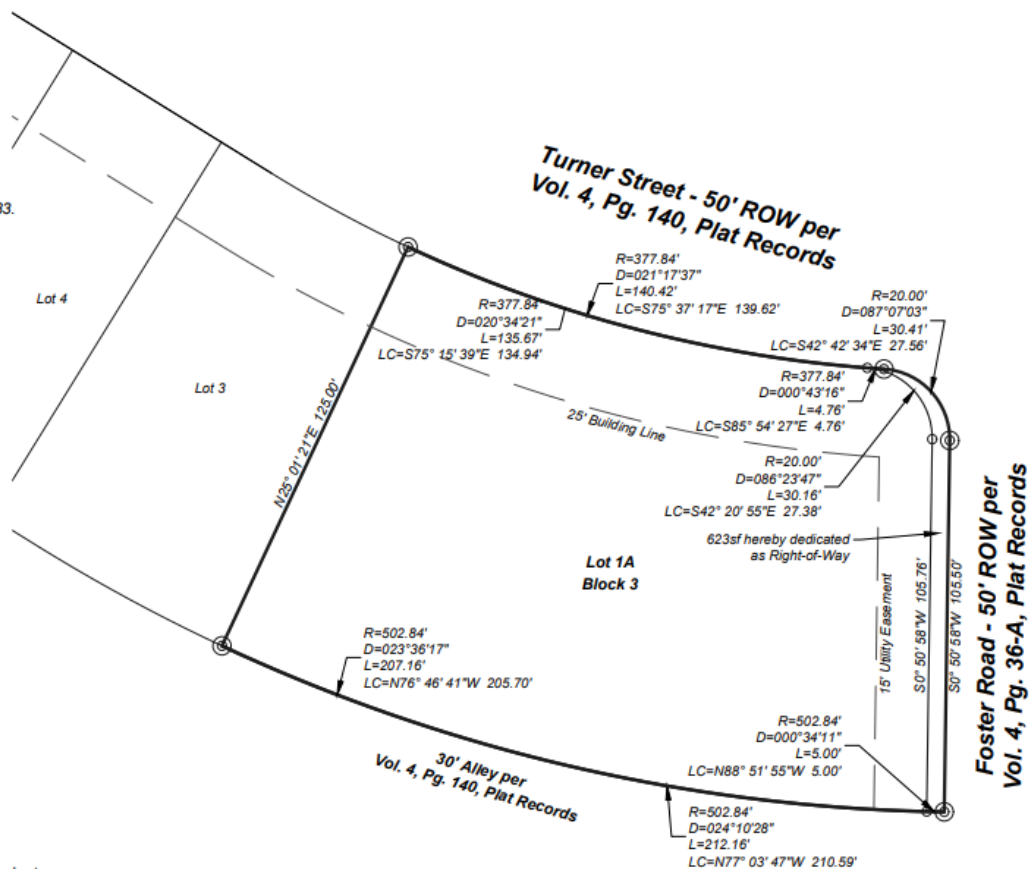 Turner Street - 50' ROW per
Vol. 4, Pg. 140, Plat Records
33.
Lot 4
Lot 3
R=377.84'
D=021°17'37"
L=140.42'
LC=S75° 37' 17"E 139.62'
R=377.84'
D=020°34'21"
L=135.67'
LC=S75° 15' 39"E 134.94'
R=20.00'
D=087°07'03"
L=30.41'
LC=S42° 42' 34"E 27.56'
R=377.84'
D=000°43'16"
L=4.76'
LC=S85° 54' 27"E 4.76'
25' Building Line
N25° 01' 21"E 125.00'
R=20.00'
D=086°23'47"
L=30.16'
LC=S42° 20' 55"E 27.38'
623sf hereby dedicated
as Right-of-Way
Lot 1A
Block 3
15' Utility Easement
S0° 50' 58"W 105.76'
S0° 50' 58"W 105.50'
Foster Road - 50' ROW per
Vol. 4, Pg. 36-A, Plat Records
R=502.84'
D=023°36'17"
L=207.16'
LC=N76° 46' 41"W 205.70'
R=502.84'
D=000°34'11"
L=5.00'
LC=N88° 51' 55"W 5.00'
30' Alley per
Vol. 4, Pg. 140, Plat Records
R=502.84'
D=024°10'28"
L=212.16'
LC=N77° 03' 47"W 210.59'